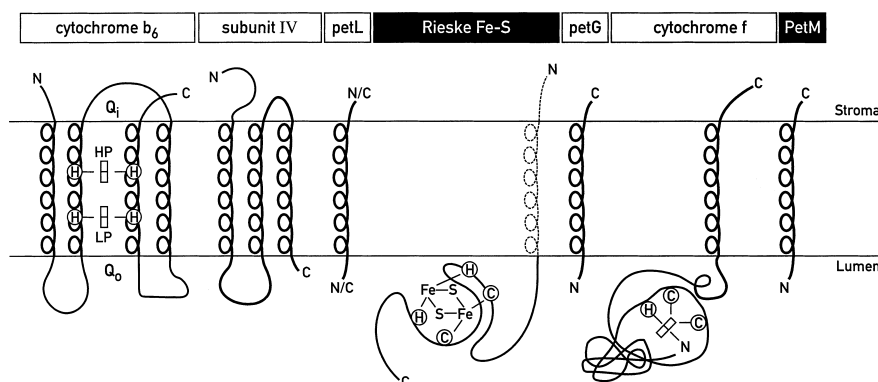 cytochrome b6 subunit IV petL Rieske Fe-S petG cytochrome f PetM
N Qi C N N/C N C C C
Stroma
HP
H H
H H
LP
Lumen
Qo C N/C N N
Fe S H C
H S Fe C
C H C C N
C